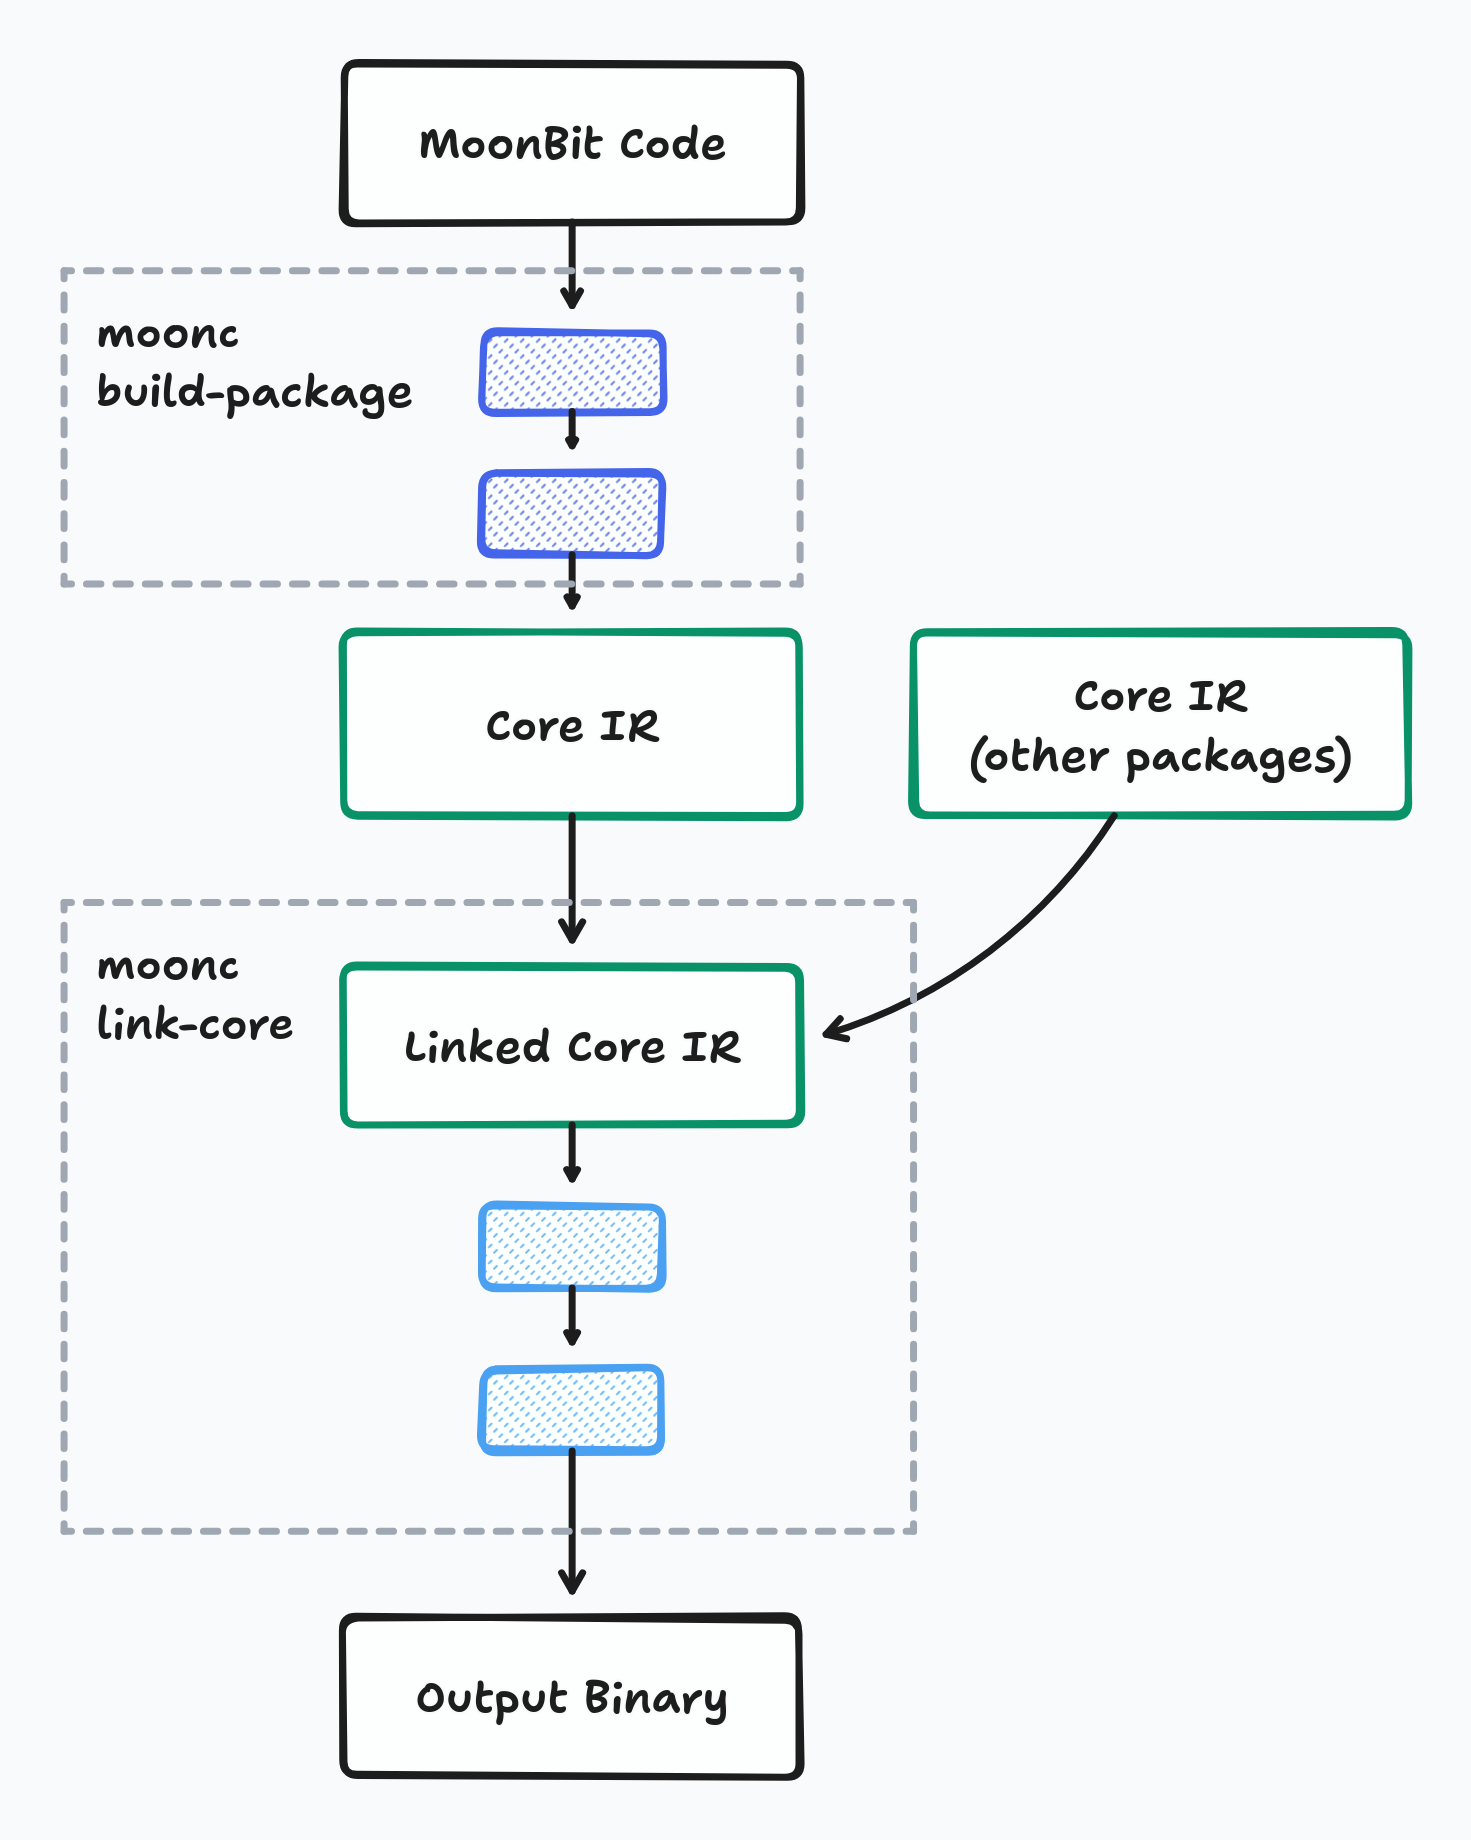 MoonBit Code
moonc
build-package
Core IR
Core IR
(other packages)
moonc
link-core
Linked Core IR
Output Binary